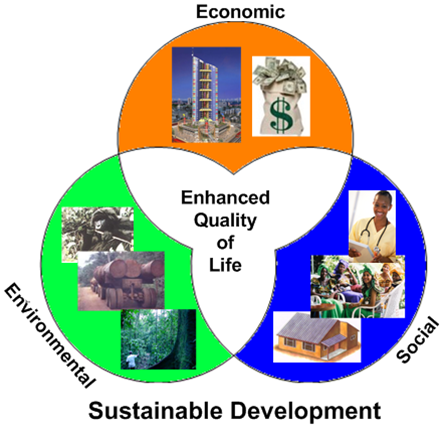 Economic
$
Enhanced
Quality
of
Life
Environmental
Social
Sustainable Development